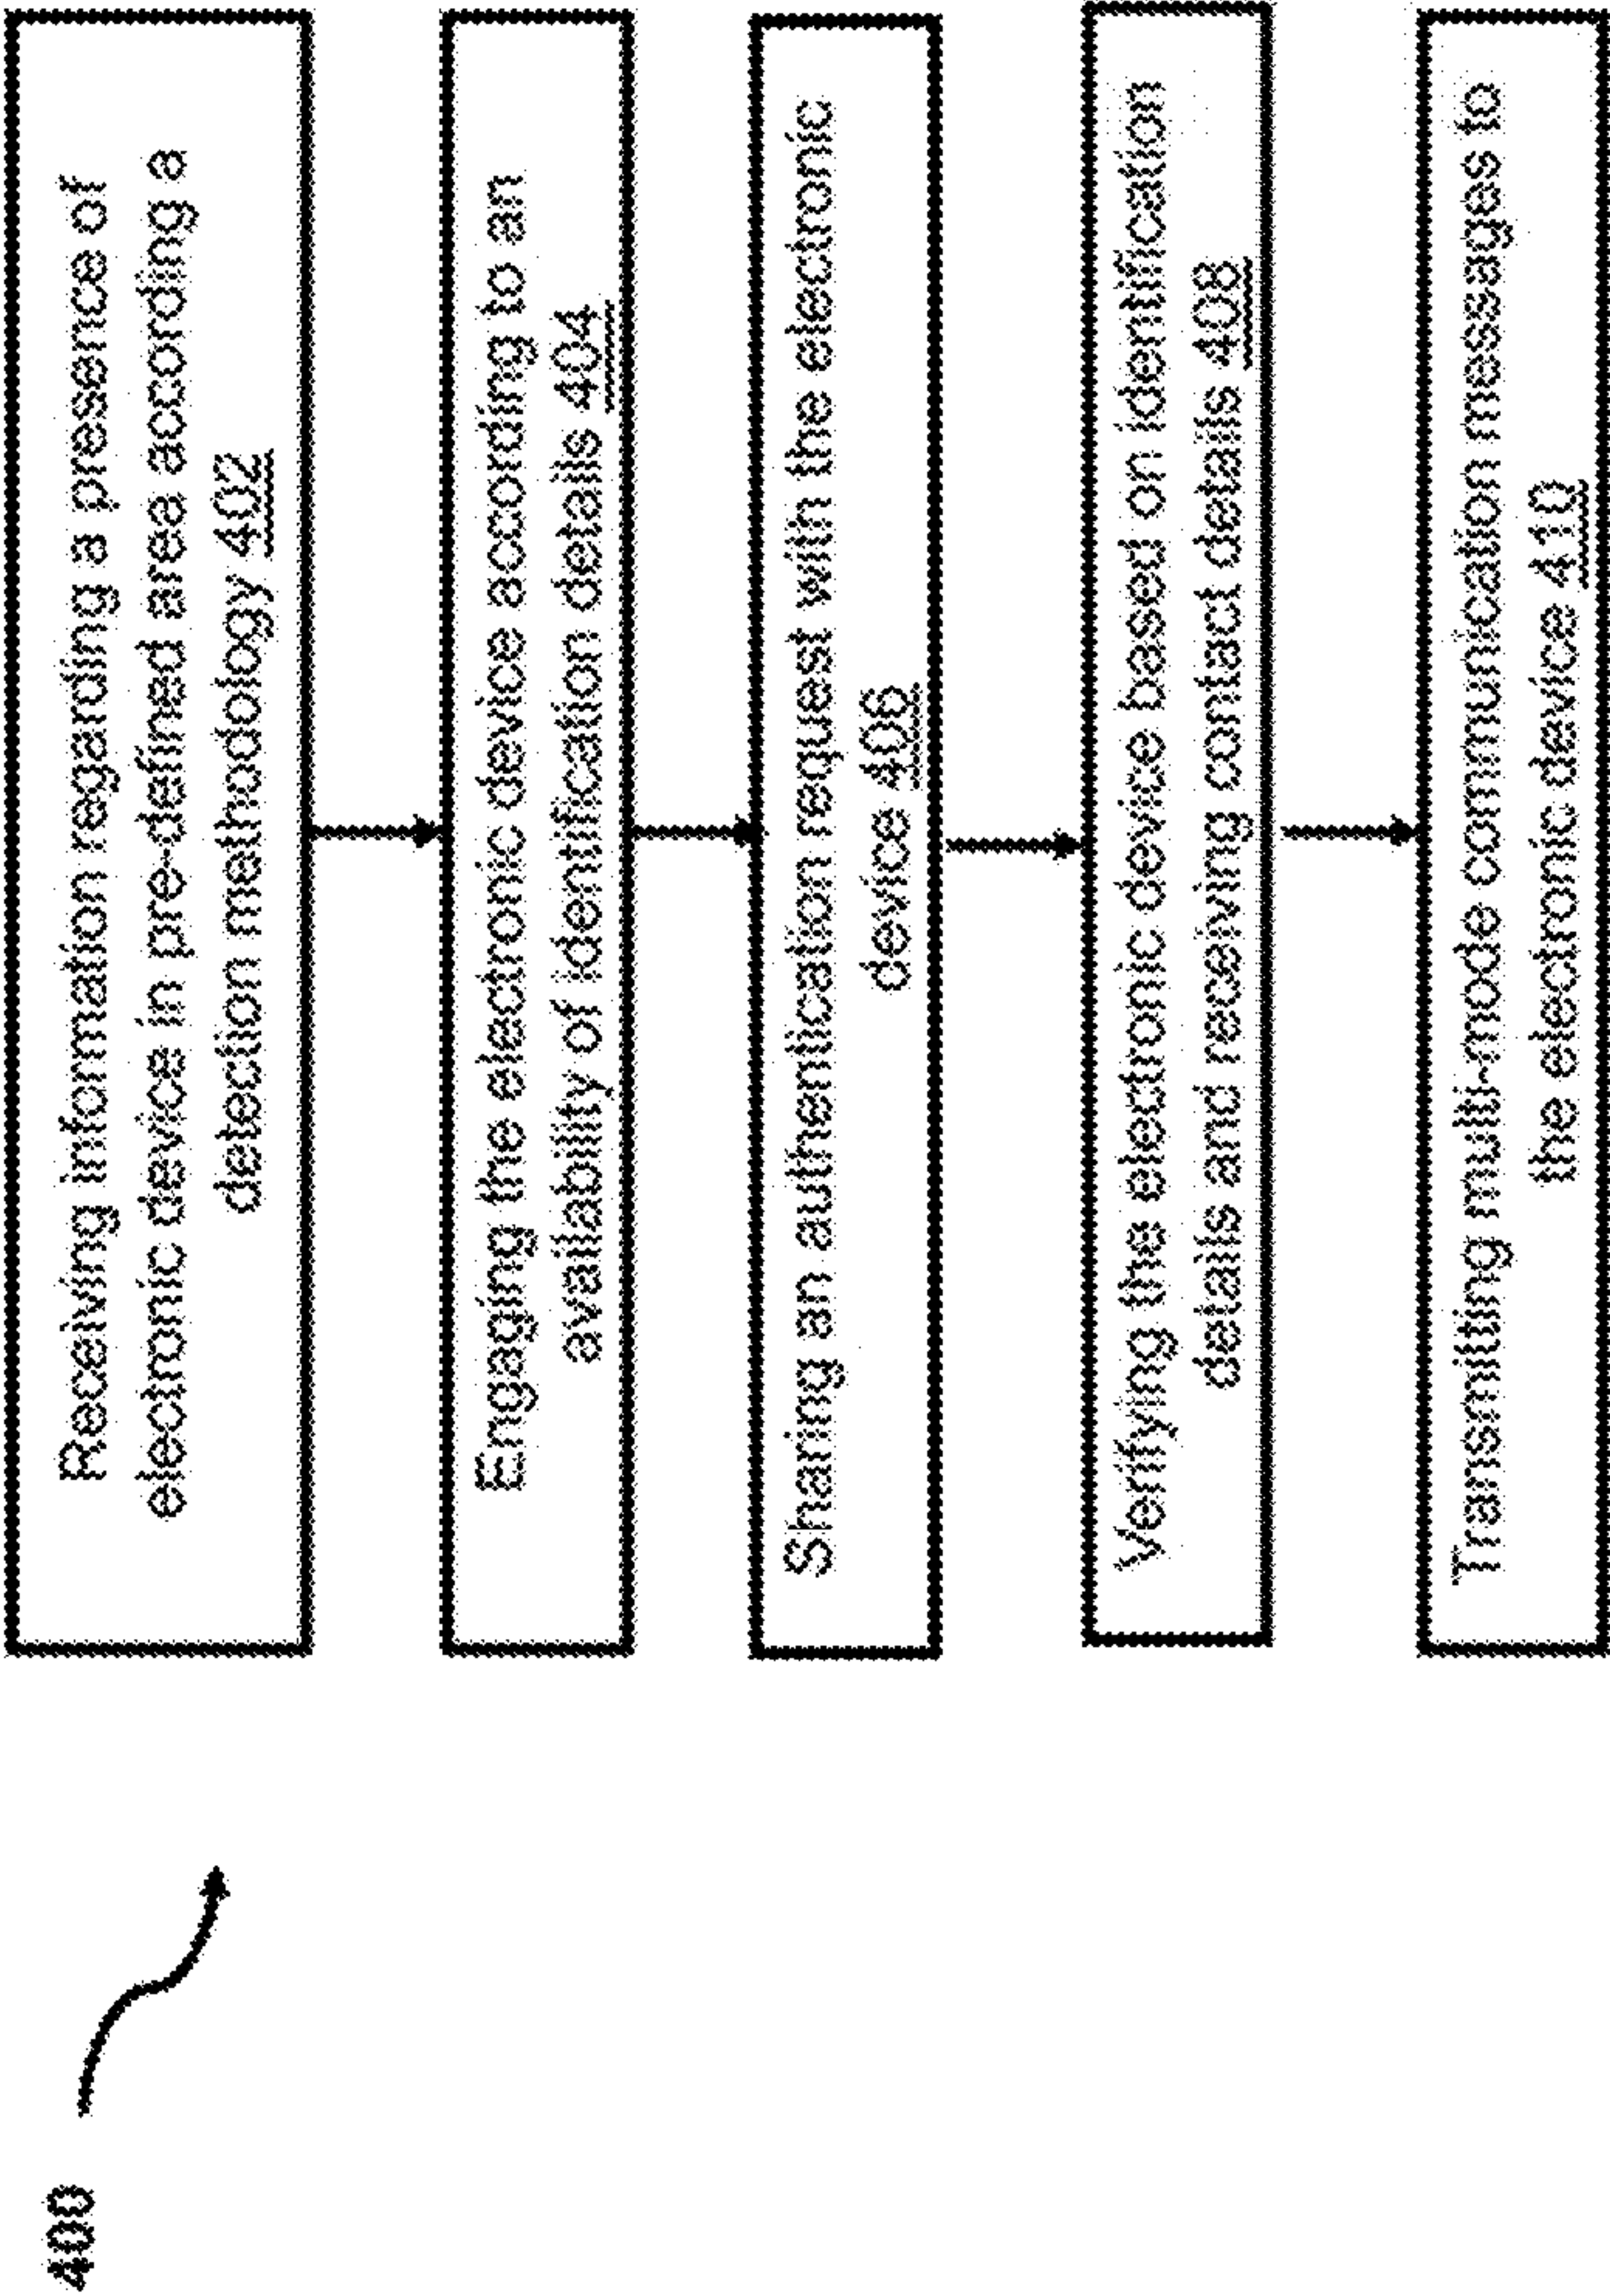 400
Receiving information regarding a presence of
electronic device in pre-defined area according a
detection methodology 402
Engaging the electronic device according to an
availability of identification details 404
Sharing an authentication request with the electronic
device 406
Verifying the electronic device based on identification
details and receiving contact details 408
Transmitting multi-mode communication messages to
the electronic device 410